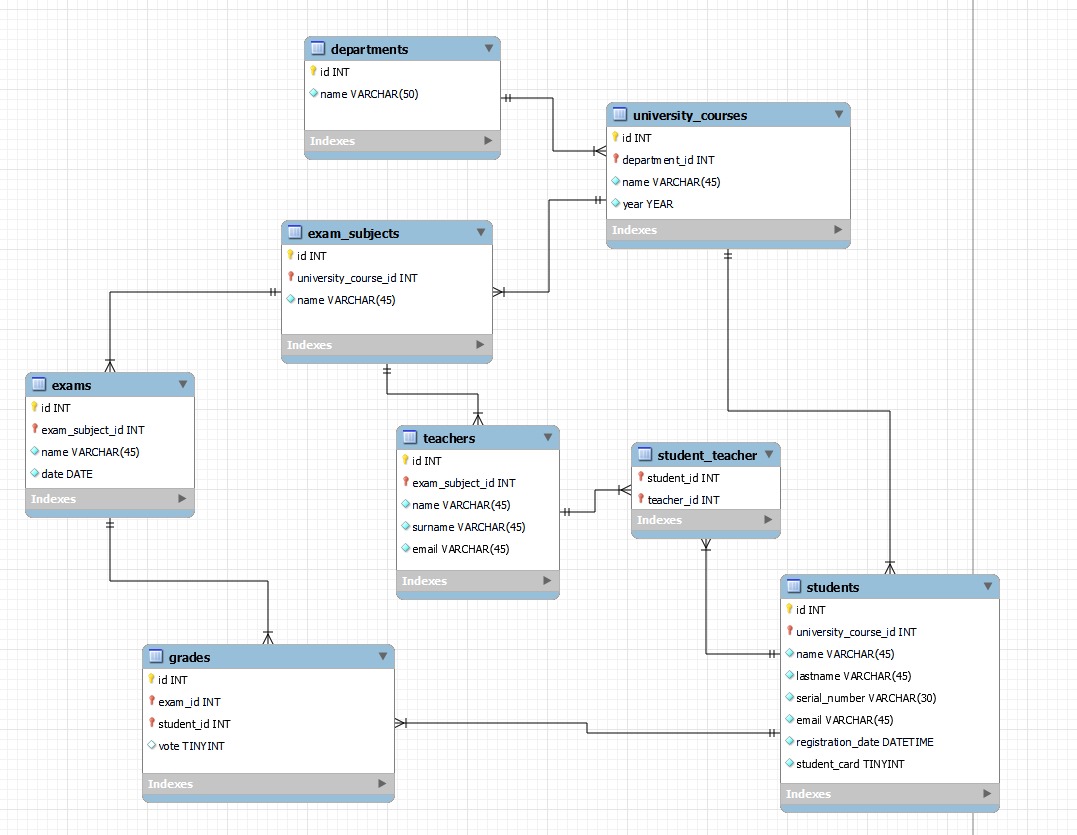 departments
id INT
name VARCHAR(50)
Indexes
university_courses
id INT
department_id INT
name VARCHAR(45)
year YEAR
Indexes
exam_subjects
id INT
university_course_id INT
name VARCHAR(45)
Indexes
exams
id INT
exam_subject_id INT
name VARCHAR(45)
date DATE
Indexes
teachers
id INT
exam_subject_id INT
name VARCHAR(45)
surname VARCHAR(45)
email VARCHAR(45)
Indexes
student_teacher
student_id INT
teacher_id INT
Indexes
students
id INT
university_course_id INT
name VARCHAR(45)
lastname VARCHAR(45)
serial_number VARCHAR(30)
email VARCHAR(45)
registration_date DATETIME
student_card TINYINT
Indexes
grades
id INT
exam_id INT
student_id INT
vote TINYINT
Indexes